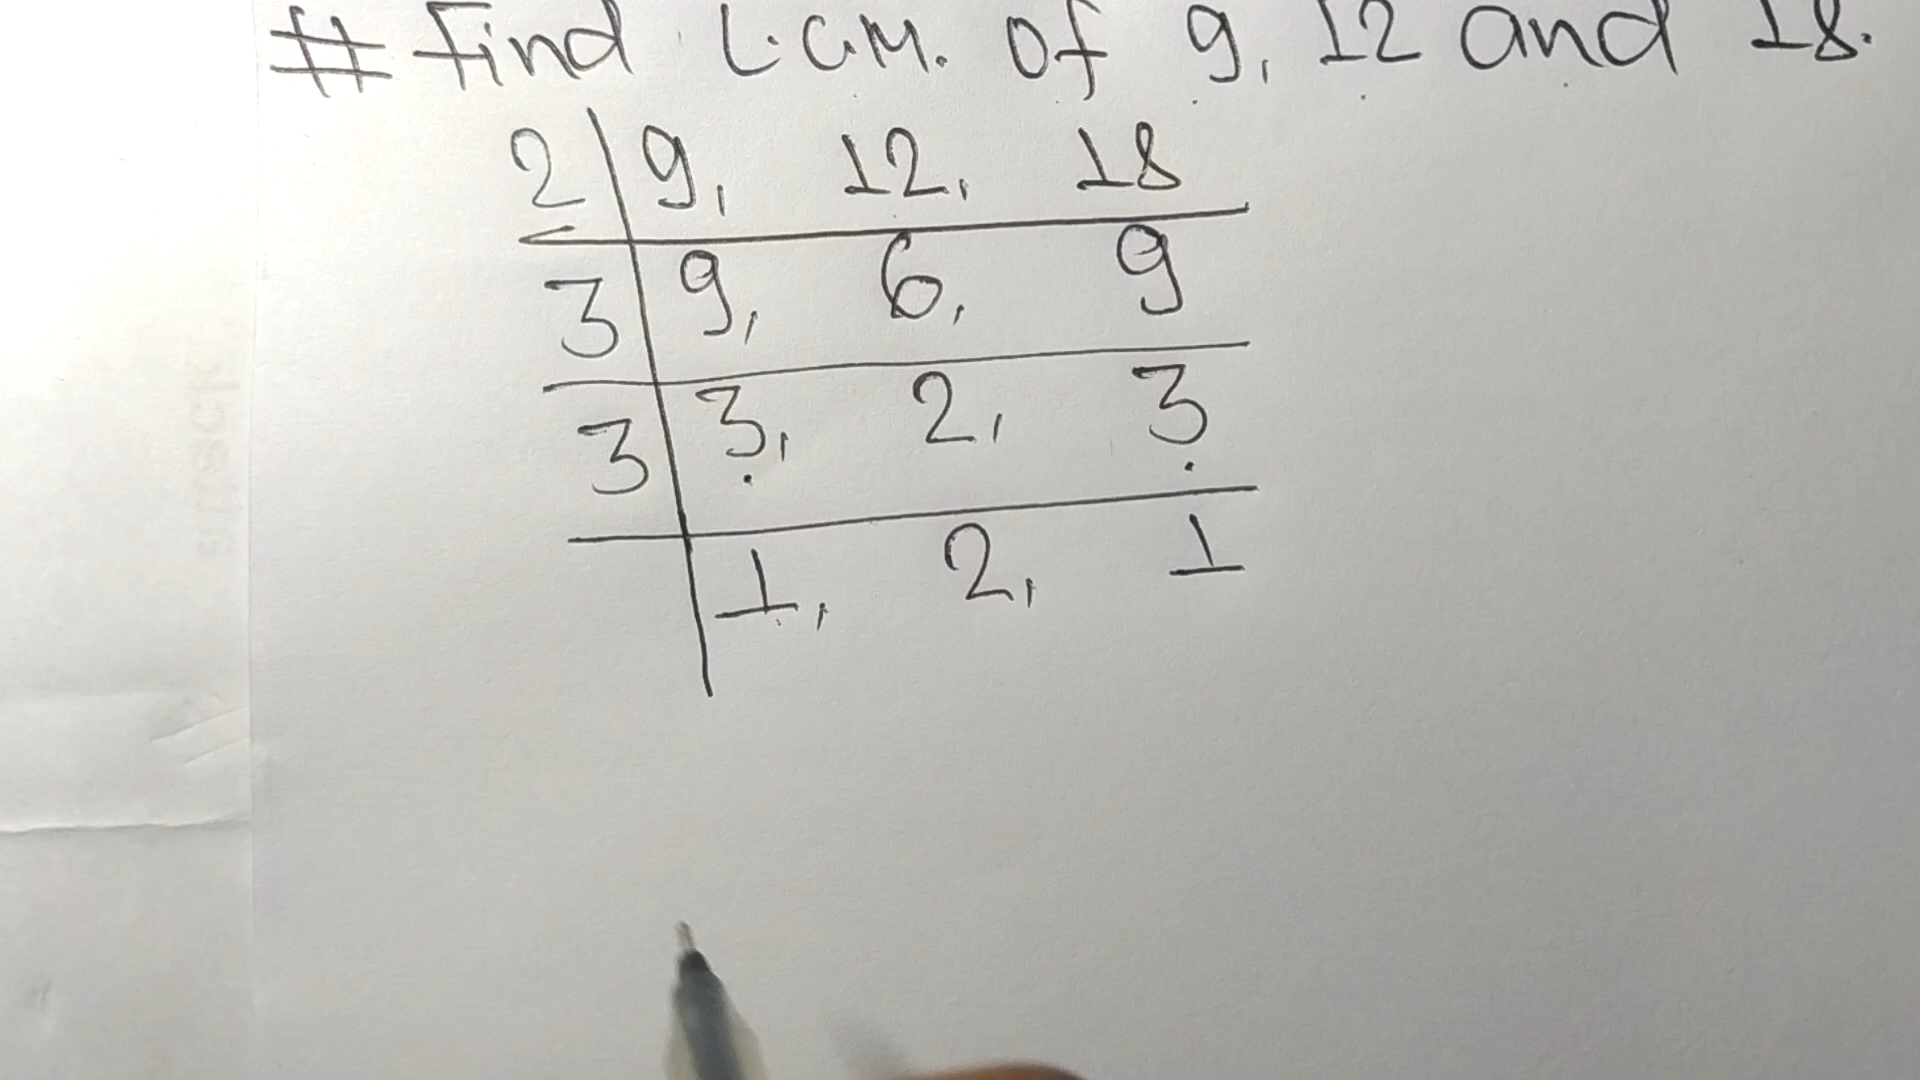 # Find L.C.M. of 9, 12 and 18.
2 | 9, 12, 18
3 | 9, 6, 9
3 | 3, 2, 3
1, 2, 1